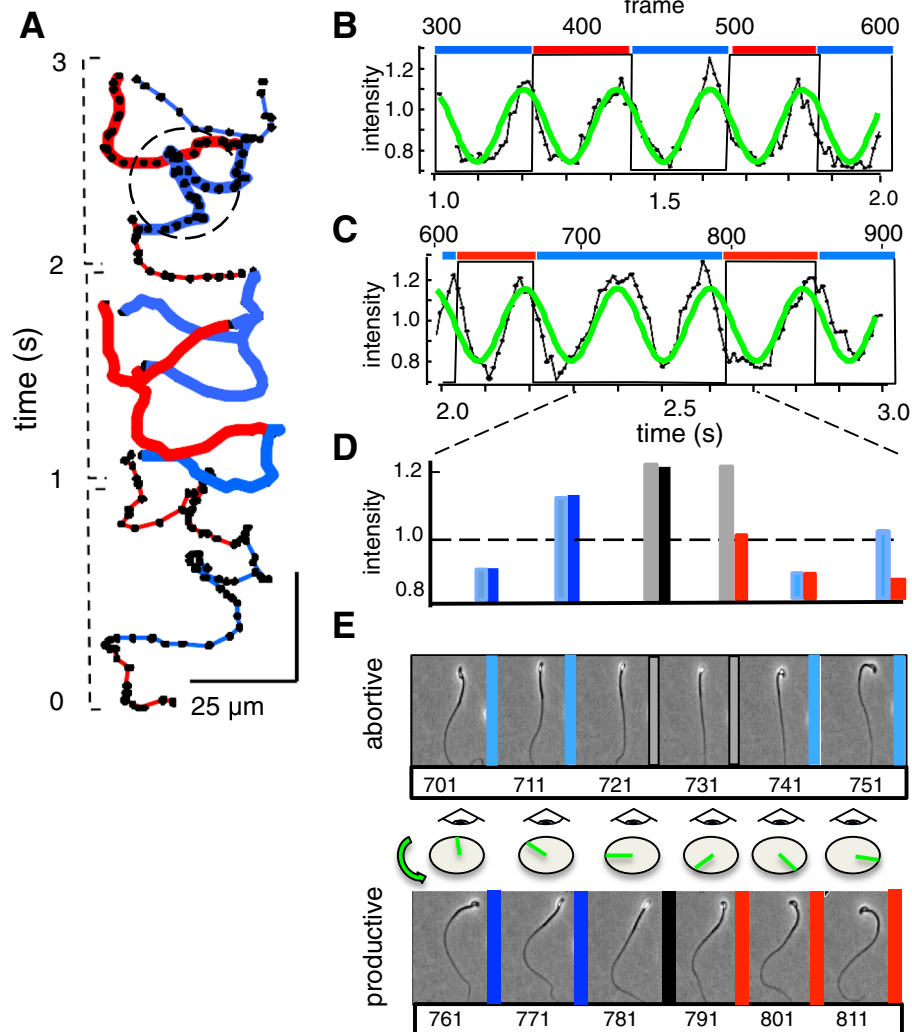 A
3
2
1
0
time (s)
25 µm
B
frame
300 400 500 600
intensity
1.2
1.0
0.8
1.0 1.5 2.0
C
600 700 800 900
intensity
1.2
1.0
0.8
2.0 2.5 3.0
time (s)
D
intensity
1.2
1.0
0.8
E
abortive
701 711 721 731 741 751
productive
761 771 781 791 801 811